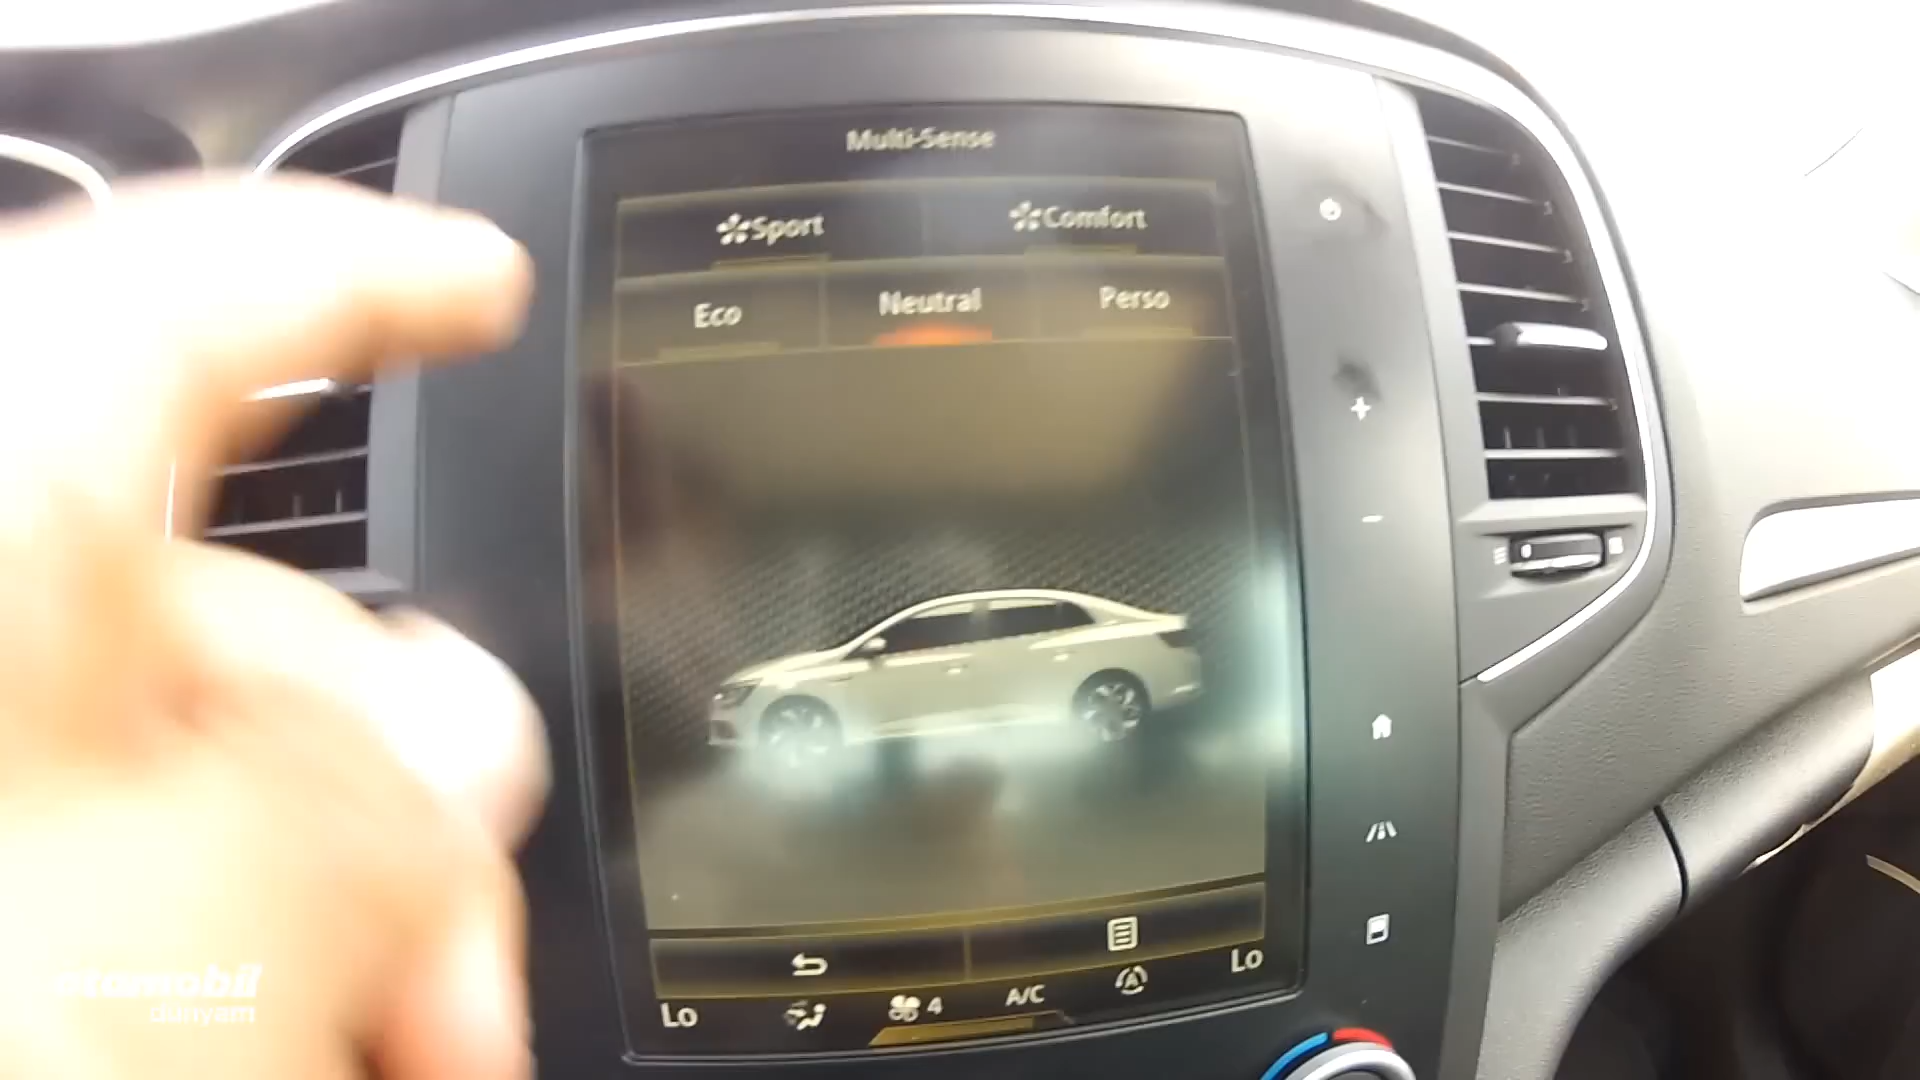 Multi-Sense
Sport Comfort
Eco Neutral Perso
Lo 4 A/C Lo
otomobil
dünyam